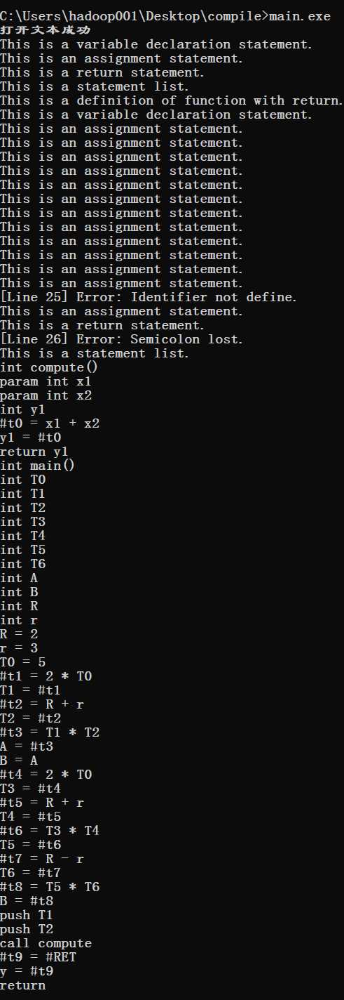 C:\Users\hadoop001\Desktop\compile>main.exe
打开文本成功
This is a variable declaration statement.
This is an assignment statement.
This is a return statement.
This is a statement list.
This is a definition of function with return.
This is a variable declaration statement.
This is an assignment statement.
This is an assignment statement.
This is an assignment statement.
This is an assignment statement.
This is an assignment statement.
This is an assignment statement.
This is an assignment statement.
This is an assignment statement.
This is an assignment statement.
This is an assignment statement.
This is an assignment statement.
This is an assignment statement.
[Line 25] Error: Identifier not define.
This is an assignment statement.
This is a return statement.
[Line 26] Error: Semicolon lost.
This is a statement list.
int compute()
param int x1
param int x2
int y1
#t0 = x1 + x2
y1 = #t0
return y1
int main()
int T0
int T1
int T2
int T3
int T4
int T5
int T6
int A
int B
int R
int r
R = 2
r = 3
T0 = 5
#t1 = 2 * T0
T1 = #t1
#t2 = R + r
T2 = #t2
#t3 = T1 * T2
A = #t3
B = A
#t4 = 2 * T0
T3 = #t4
#t5 = R + r
T4 = #t5
#t6 = T3 * T4
T5 = #t6
#t7 = R - r
T6 = #t7
#t8 = T5 * T6
B = #t8
push T1
push T2
call compute
#t9 = #RET
y = #t9
return